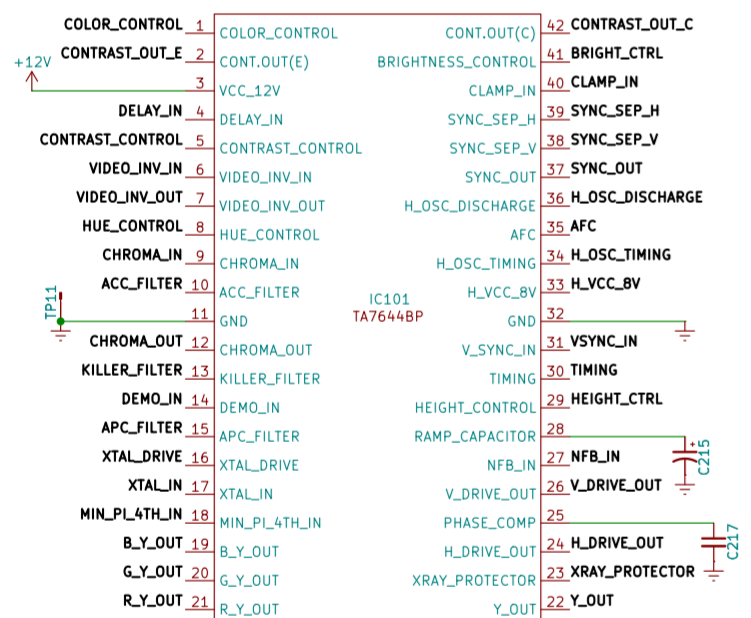 COLOR_CONTROL 1 COLOR_CONTROL CONT.OUT(C) 42 CONTRAST_OUT_C
CONTRAST_OUT_E 2 CONT.OUT(E) BRIGHTNESS_CONTROL 41 BRIGHT_CTRL
+12V 3 VCC_12V CLAMP_IN 40 CLAMP_IN
DELAY_IN 4 DELAY_IN SYNC_SEP_H 39 SYNC_SEP_H
CONTRAST_CONTROL 5 CONTRAST_CONTROL SYNC_SEP_V 38 SYNC_SEP_V
VIDEO_INV_IN 6 VIDEO_INV_IN SYNC_OUT 37 SYNC_OUT
VIDEO_INV_OUT 7 VIDEO_INV_OUT H_OSC_DISCHARGE 36 H_OSC_DISCHARGE
HUE_CONTROL 8 HUE_CONTROL AFC 35 AFC
CHROMA_IN 9 CHROMA_IN H_OSC_TIMING 34 H_OSC_TIMING
ACC_FILTER 10 ACC_FILTER H_VCC_8V 33 H_VCC_8V
IC101
TA7644BP
TP11 11 GND GND 32
CHROMA_OUT 12 CHROMA_OUT V_SYNC_IN 31 VSYNC_IN
KILLER_FILTER 13 KILLER_FILTER TIMING 30 TIMING
DEMO_IN 14 DEMO_IN HEIGHT_CONTROL 29 HEIGHT_CTRL
APC_FILTER 15 APC_FILTER RAMP_CAPACITOR 28 + C215
XTAL_DRIVE 16 XTAL_DRIVE NFB_IN 27 NFB_IN
XTAL_IN 17 XTAL_IN V_DRIVE_OUT 26 V_DRIVE_OUT
MIN_PI_4TH_IN 18 MIN_PI_4TH_IN PHASE_COMP 25 C217
B_Y_OUT 19 B_Y_OUT H_DRIVE_OUT 24 H_DRIVE_OUT
G_Y_OUT 20 G_Y_OUT XRAY_PROTECTOR 23 XRAY_PROTECTOR
R_Y_OUT 21 R_Y_OUT Y_OUT 22 Y_OUT